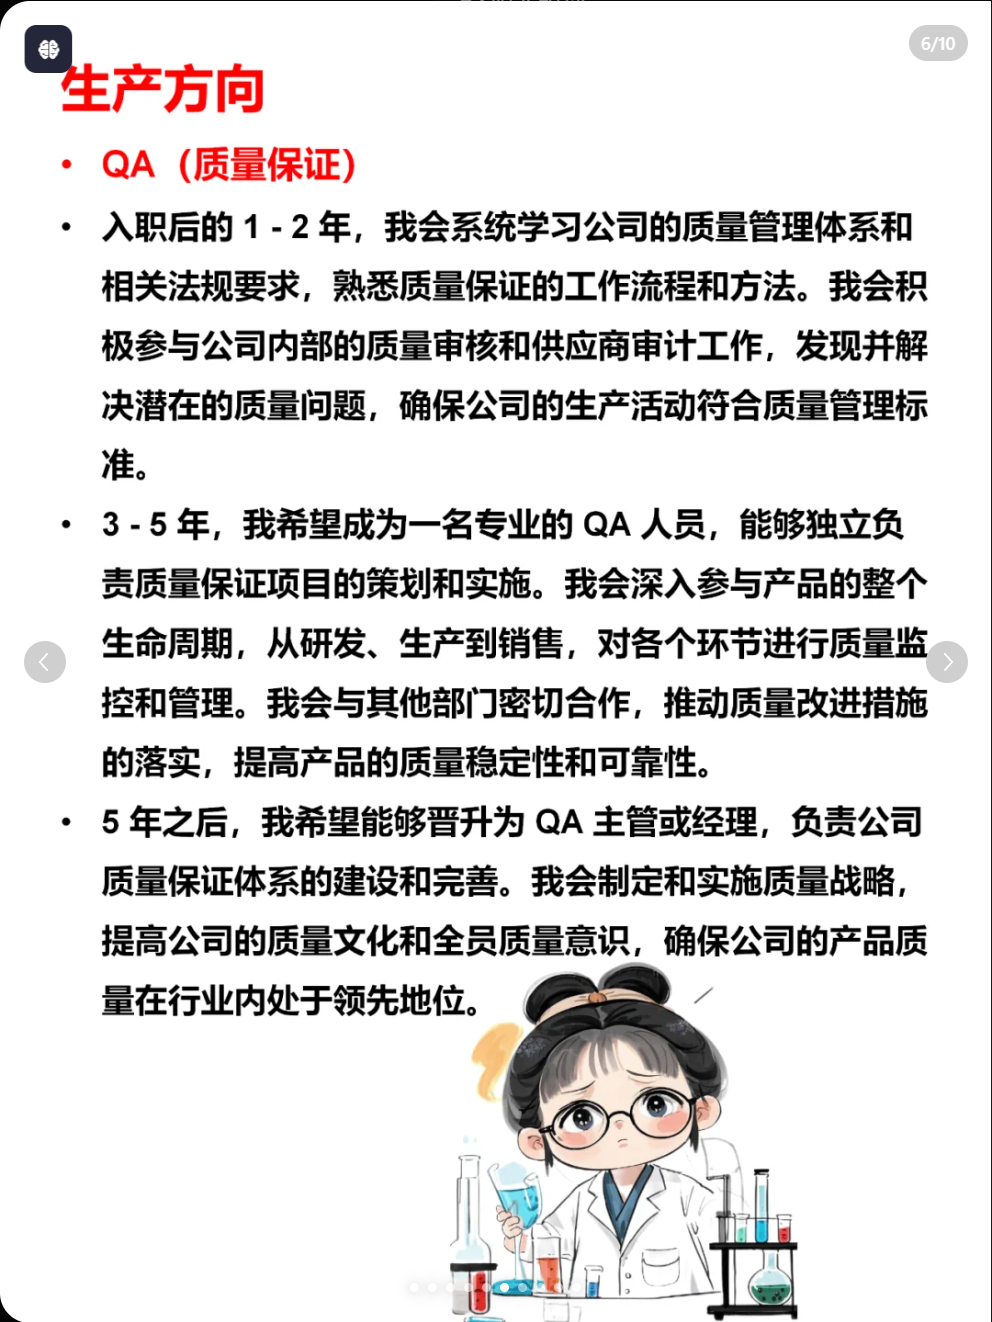 6/10
生产方向
• QA（质量保证）
• 入职后的 1 - 2 年，我会系统学习公司的质量管理体系和
相关法规要求，熟悉质量保证的工作流程和方法。我会积
极参与公司内部的质量审核和供应商审计工作，发现并解
决潜在的质量问题，确保公司的生产活动符合质量管理标
准。
• 3 - 5 年，我希望成为一名专业的 QA 人员，能够独立负
责质量保证项目的策划和实施。我会深入参与产品的整个
生命周期，从研发、生产到销售，对各个环节进行质量监
控和管理。我会与其他部门密切合作，推动质量改进措施
的落实，提高产品的质量稳定性和可靠性。
• 5 年之后，我希望能够晋升为 QA 主管或经理，负责公司
质量保证体系的建设和完善。我会制定和实施质量战略，
提高公司的质量文化和全员质量意识，确保公司的产品质
量在行业内处于领先地位。